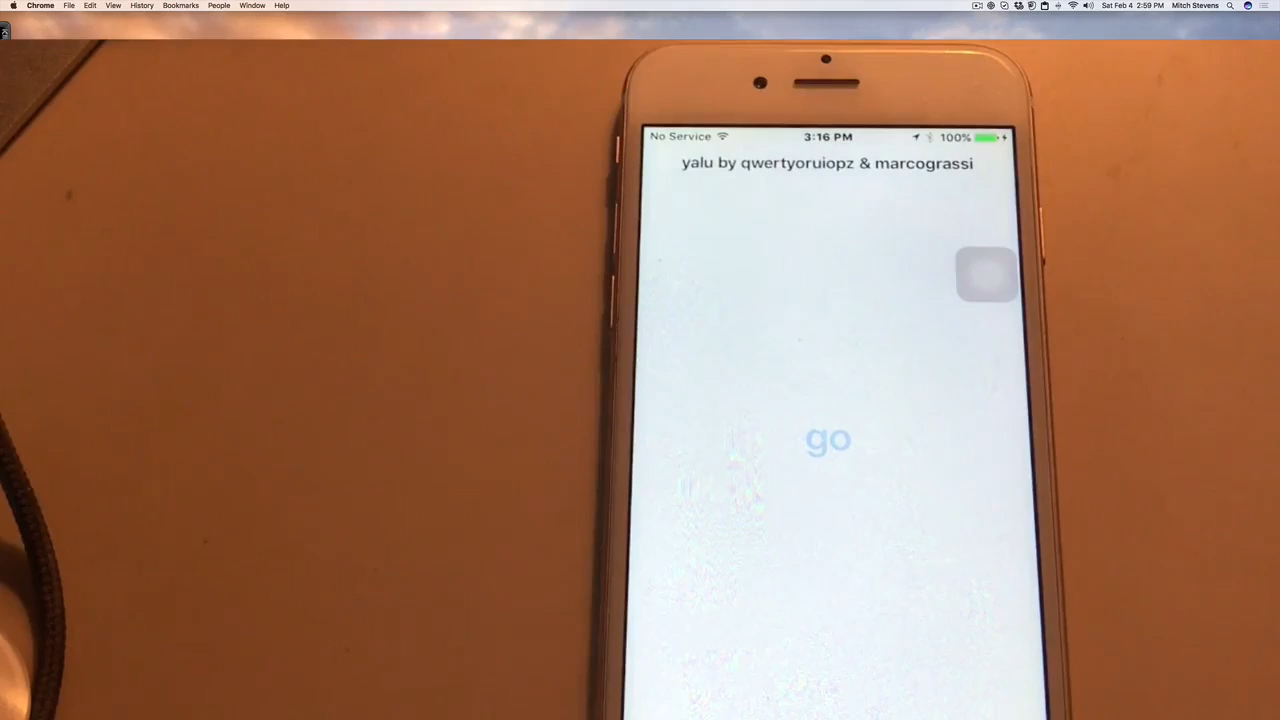 Chrome File Edit View History Bookmarks People Window Help Sat Feb 4 2:59 PM Mitch Stevens
No Service 3:16 PM 100%
yalu by qwertyoruiopz & marcograssi
go